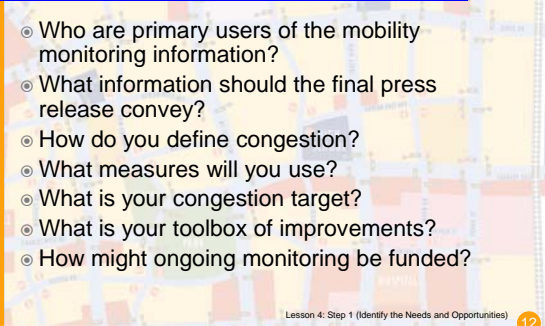 Who are primary users of the mobility
monitoring information?
What information should the final press
release convey?
How do you define congestion?
What measures will you use?
What is your congestion target?
What is your toolbox of improvements?
How might ongoing monitoring be funded?
Lesson 4: Step 1 (Identify the Needs and Opportunities)
12